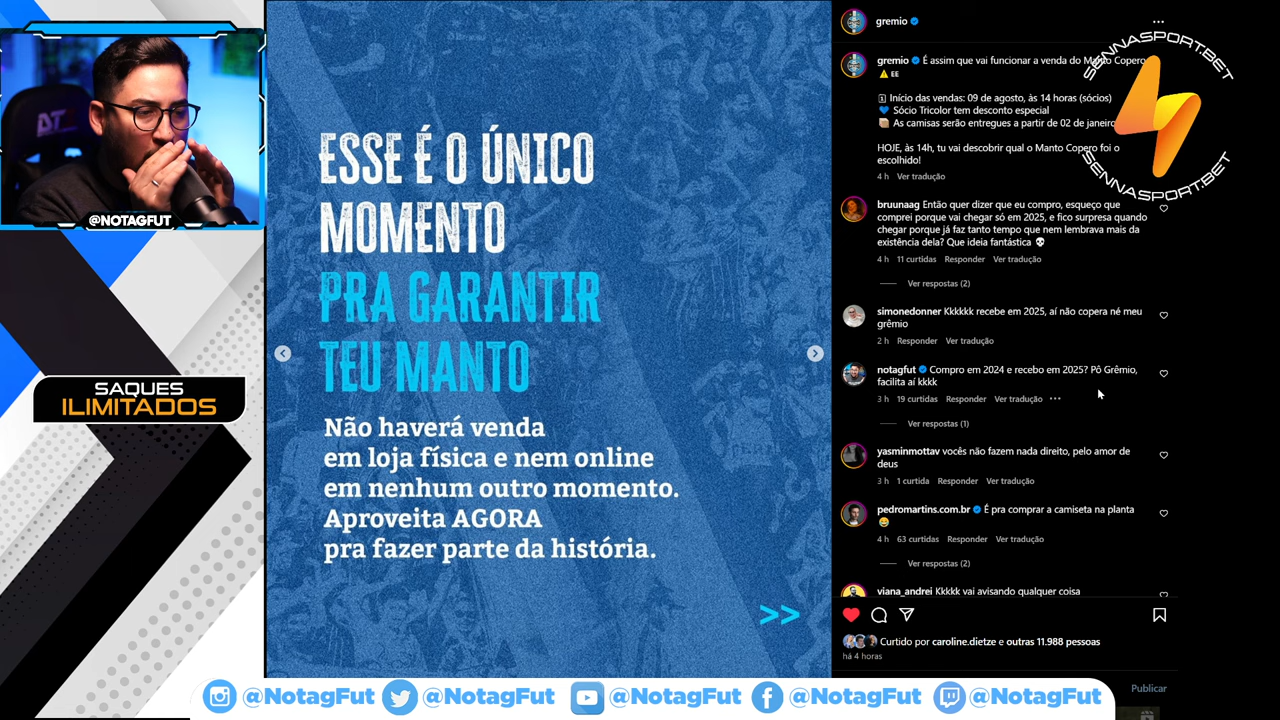 @NOTAGFUT
SAQUES
ILIMITADOS
ESSE É O ÚNICO
MOMENTO
PRA GARANTIR
TEU MANTO
Não haverá venda
em loja física e nem online
em nenhum outro momento.
Aproveita AGORA
pra fazer parte da história.
>>
gremio
gremio É assim que vai funcionar a venda do Manto Copero
⚠️ EE
Início das vendas: 09 de agosto, às 14 horas (sócios)
💙 Sócio Tricolor tem desconto especial
📦 As camisas serão entregues a partir de 02 de janeiro
HOJE, às 14h, tu vai descobrir qual o Manto Copero foi o
escolhido!
4 h Ver tradução
bruunaag Então quer dizer que eu compro, esqueço que
comprei porque vai chegar só em 2025, e fico surpresa quando
chegar porque já faz tanto tempo que nem lembrava mais da
existência dela? Que ideia fantástica 💀
4 h 11 curtidas Responder Ver tradução
Ver respostas (2)
simonedonner Kkkkkk recebe em 2025, aí não copera né meu
grêmio
2 h Responder Ver tradução
notagfut Compro em 2024 e recebo em 2025? Pô Grêmio,
facilita aí kkkk
3 h 19 curtidas Responder Ver tradução •••
Ver respostas (1)
yasminmottav vocês não fazem nada direito, pelo amor de
deus
3 h 1 curtida Responder Ver tradução
pedromartins.com.br É pra comprar a camiseta na planta
😂
4 h 63 curtidas Responder Ver tradução
Ver respostas (2)
viana_andrei Kkkkk vai avisando qualquer coisa
Curtido por caroline.dietze e outras 11.988 pessoas
há 4 horas
Publicar
SENNASPORT.BET
SENNASPORT.BET
@NotagFut @NotagFut @NotagFut @NotagFut @NotagFut